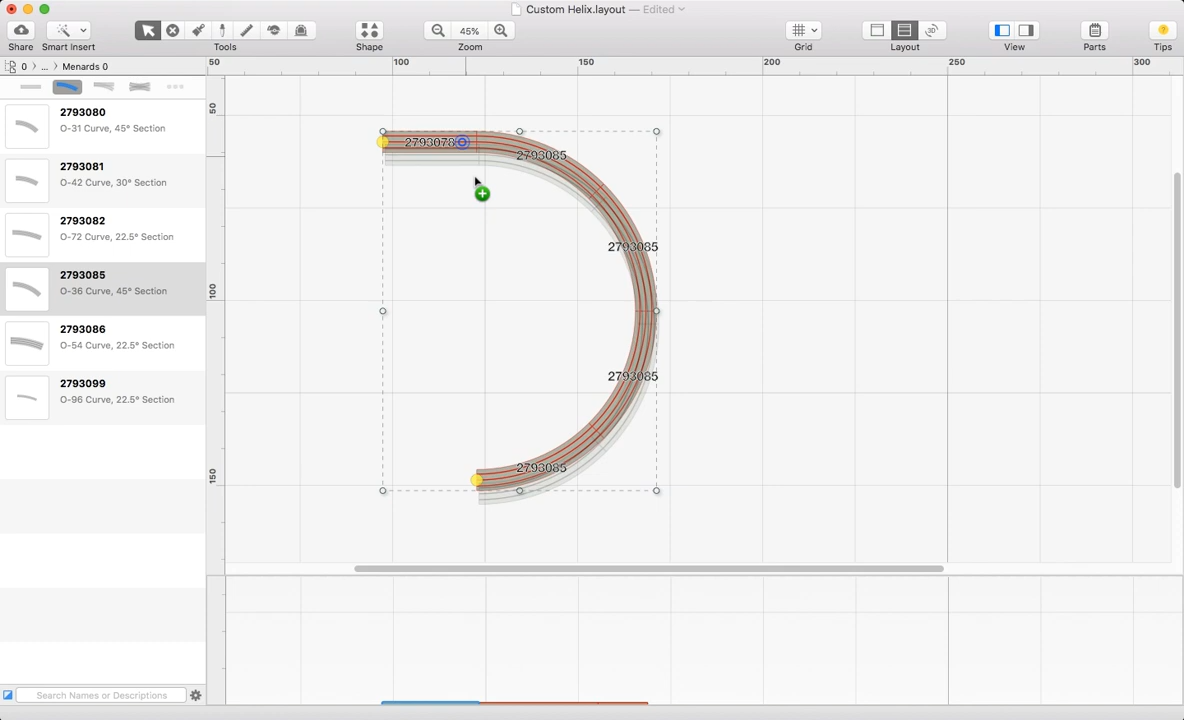 Custom Helix.layout — Edited
45%
Share
Smart Insert
Tools
Shape
Zoom
Grid
Layout
View
Parts
Tips
0 › ... › Menards 0
50
100
150
200
250
300
50
100
150
2793080
O-31 Curve, 45° Section
2793081
O-42 Curve, 30° Section
2793082
O-72 Curve, 22.5° Section
2793085
O-36 Curve, 45° Section
2793086
O-54 Curve, 22.5° Section
2793099
O-96 Curve, 22.5° Section
2793078
2793085
2793085
2793085
2793085
Search Names or Descriptions